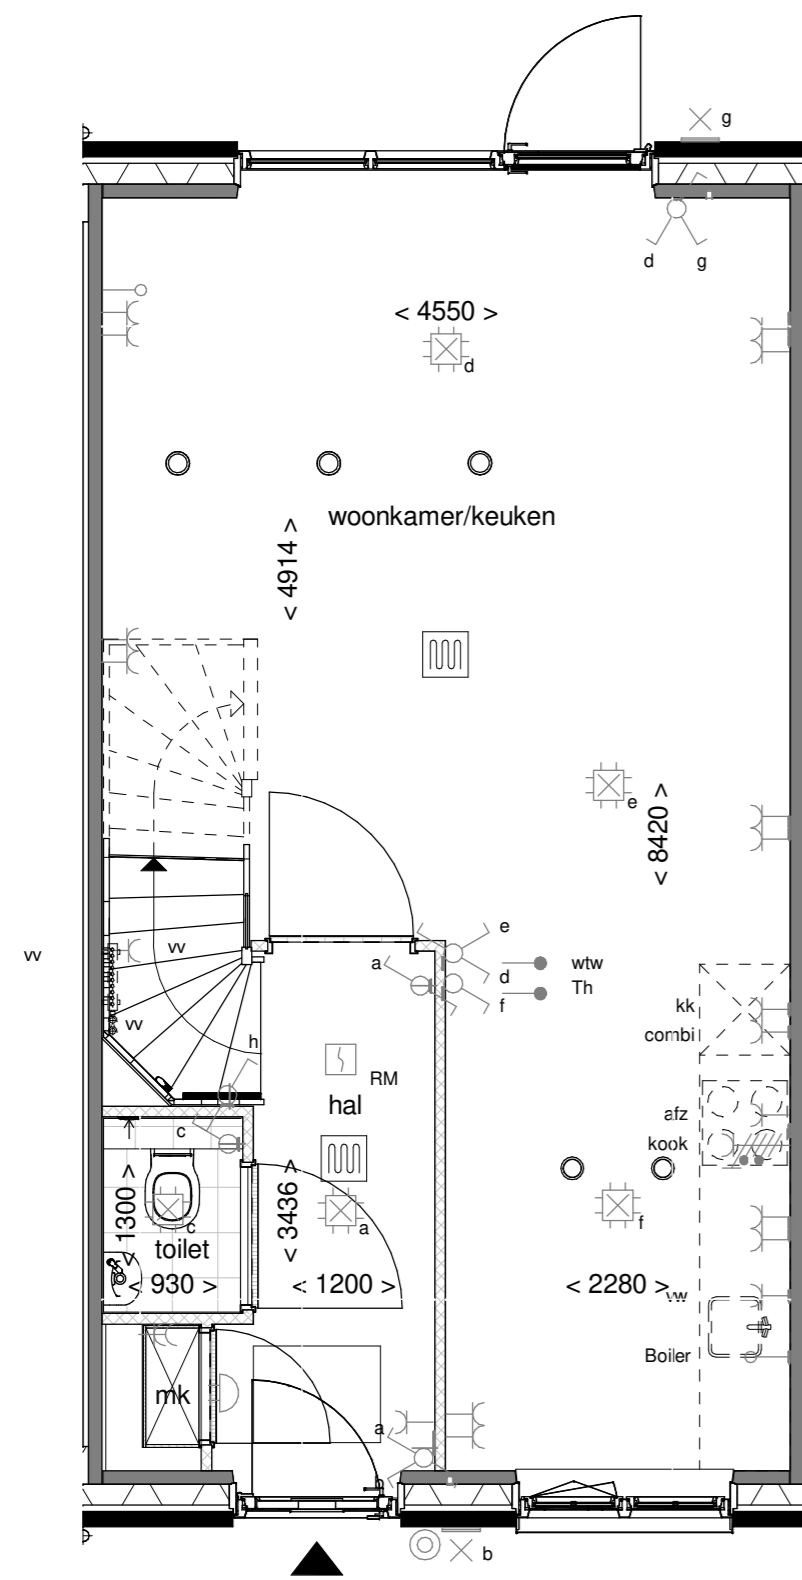 g
d g
< 4550 >
d
woonkamer/keuken
< 4914 >
e
< 8420 >
e
vv
vv
a
d
wtw
f
Th
kk
vv
combi
h
RM
hal
afz
c
kook
< 1300 >
< 3436 >
c
a
f
toilet
< 930 >
< 1200 >
< 2280 >
vw
Boiler
mk
a
b